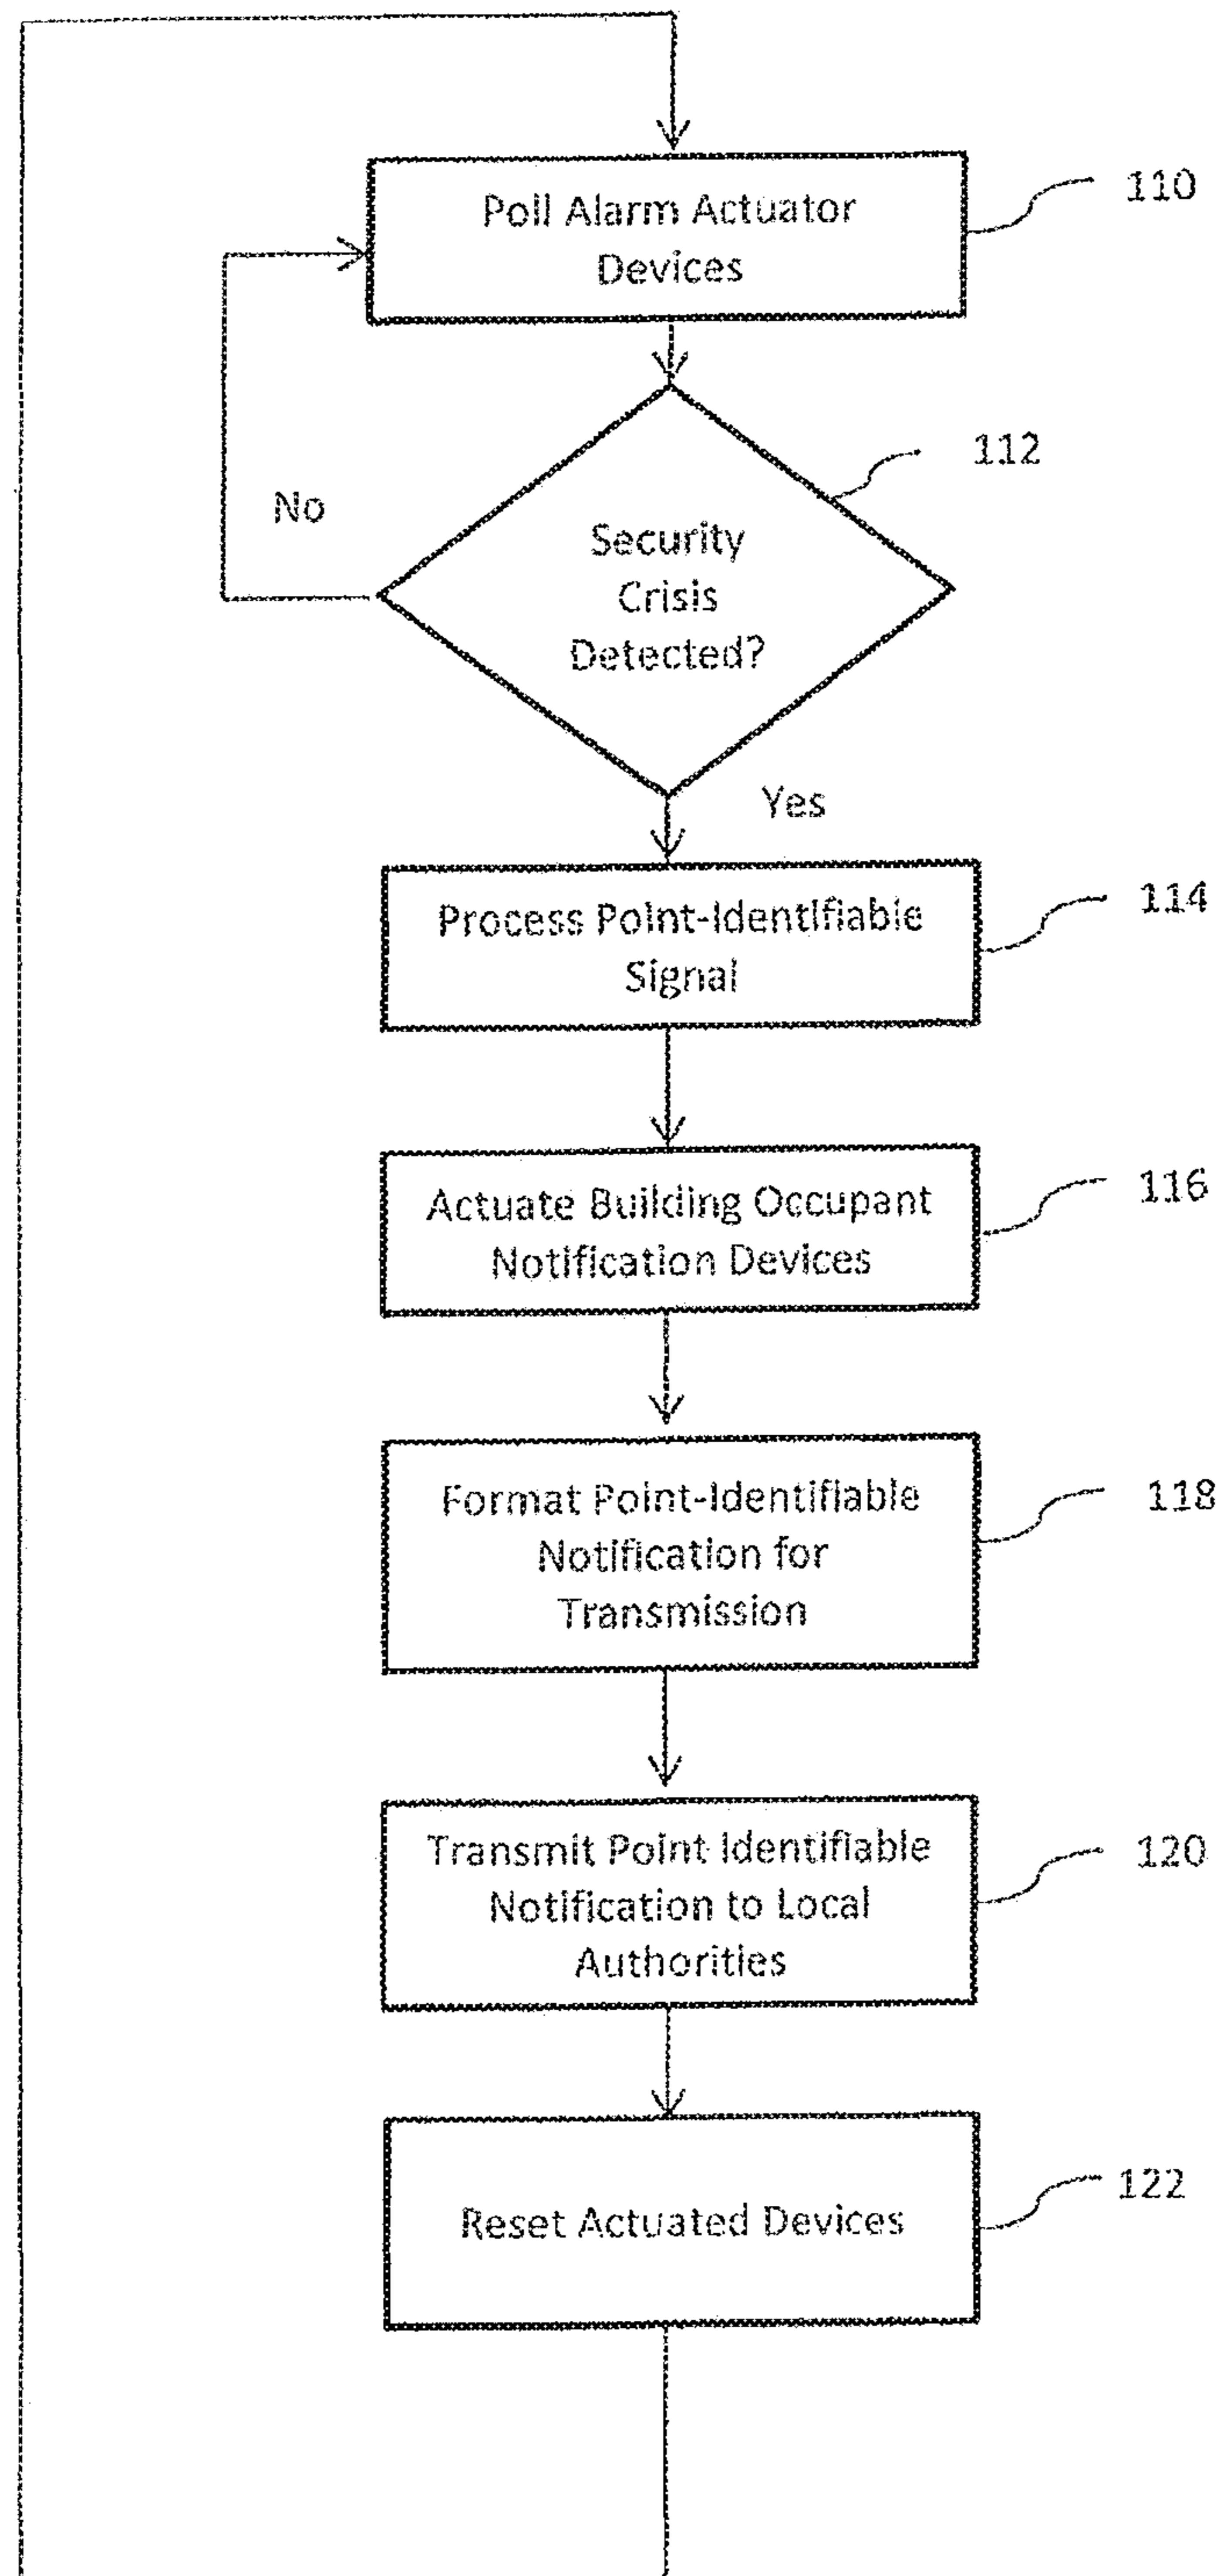 Poll Alarm Actuator
Devices
110
112
No
Security
Crisis
Detected?
Yes
Process Point-Identifiable
Signal
114
Actuate Building Occupant
Notification Devices
116
Format Point-Identifiable
Notification for
Transmission
118
Transmit Point Identifiable
Notification to Local
Authorities
120
Reset Actuated Devices
122